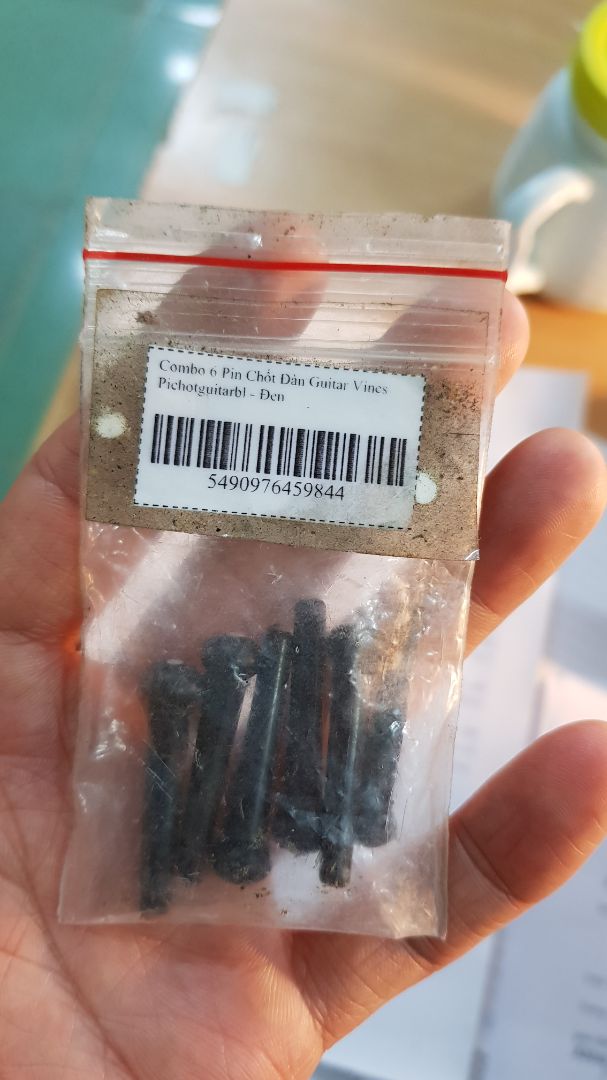 Combo 6 Pin Chốt Đàn Guitar Vines
Pichotguitarbl - Đen
5490976459844